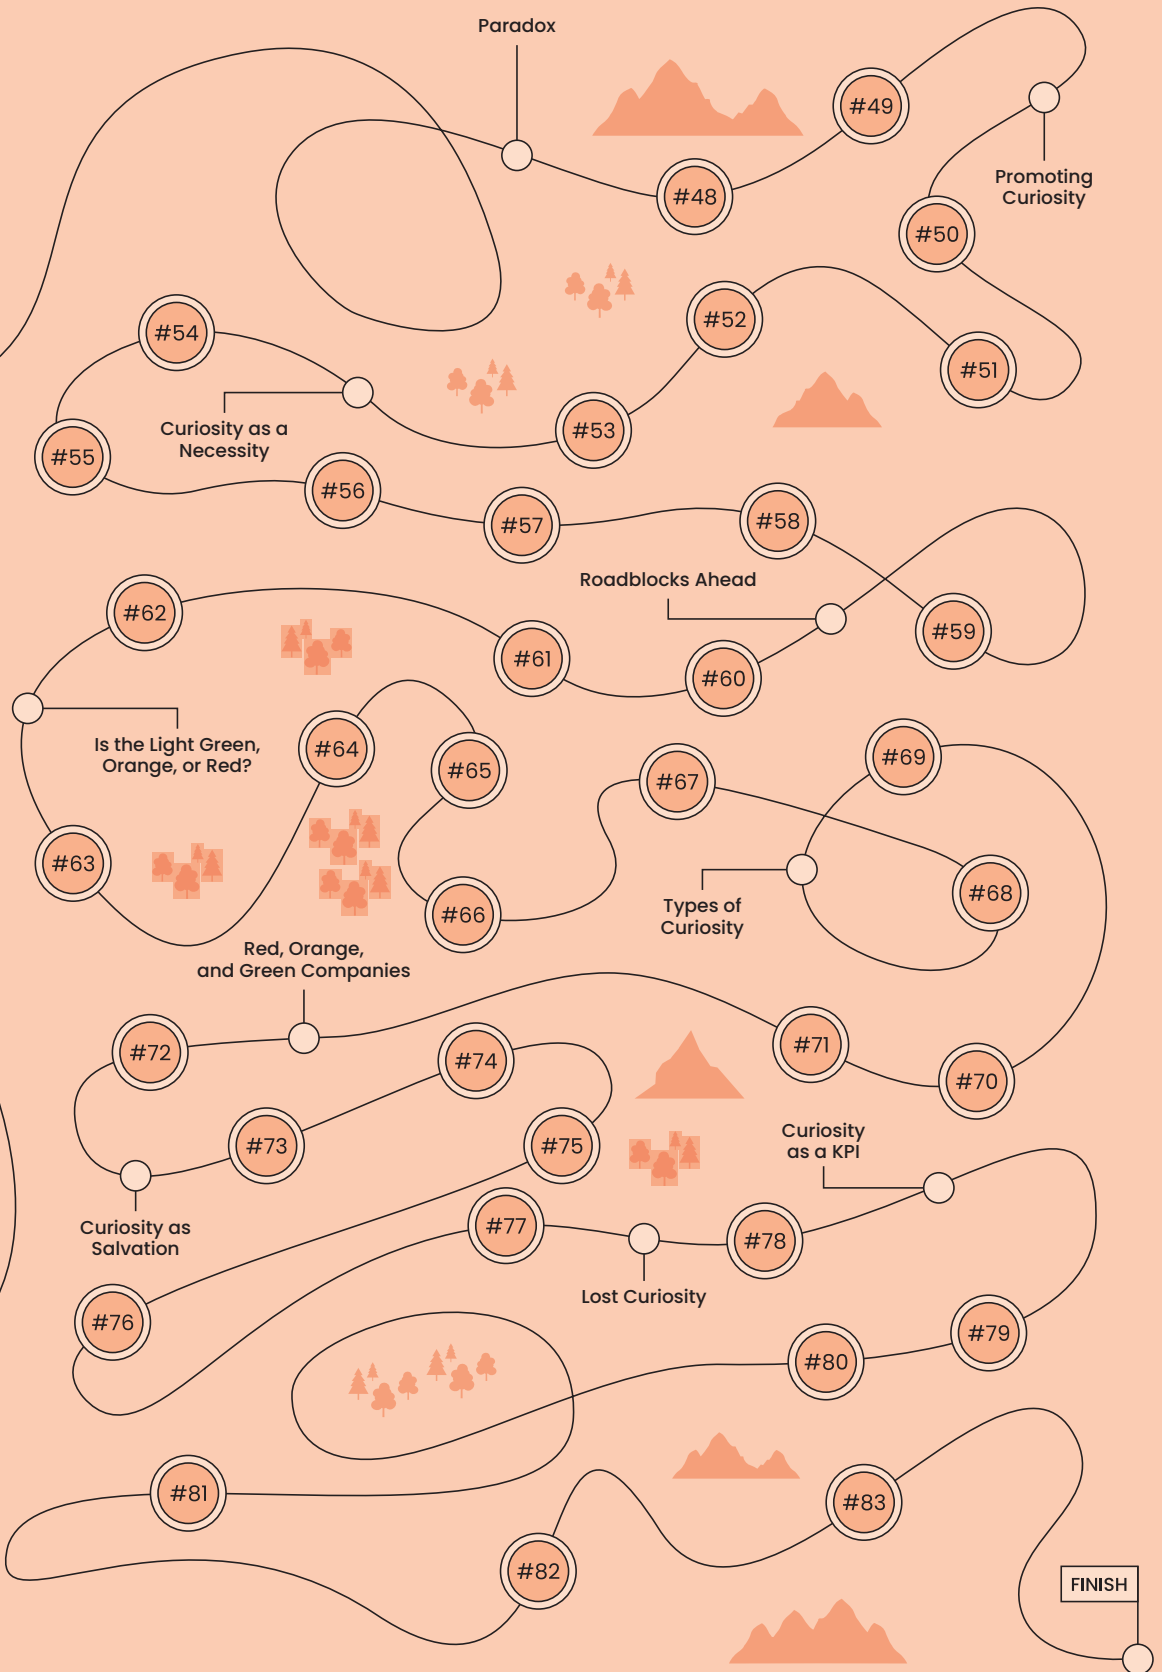 Paradox
#49
#48
Promoting
Curiosity
#50
#52
#54
#51
Curiosity as a
Necessity
#53
#55
#56
#57
#58
Roadblocks Ahead
#62
#59
#61
#60
Is the Light Green,
Orange, or Red?
#64
#65
#67
#69
#63
#66
Types of
Curiosity
#68
Red, Orange,
and Green Companies
#72
#74
#71
#70
#73
#75
Curiosity
as a KPI
Curiosity as
Salvation
#77
#78
Lost Curiosity
#76
#79
#80
#81
#83
#82
FINISH